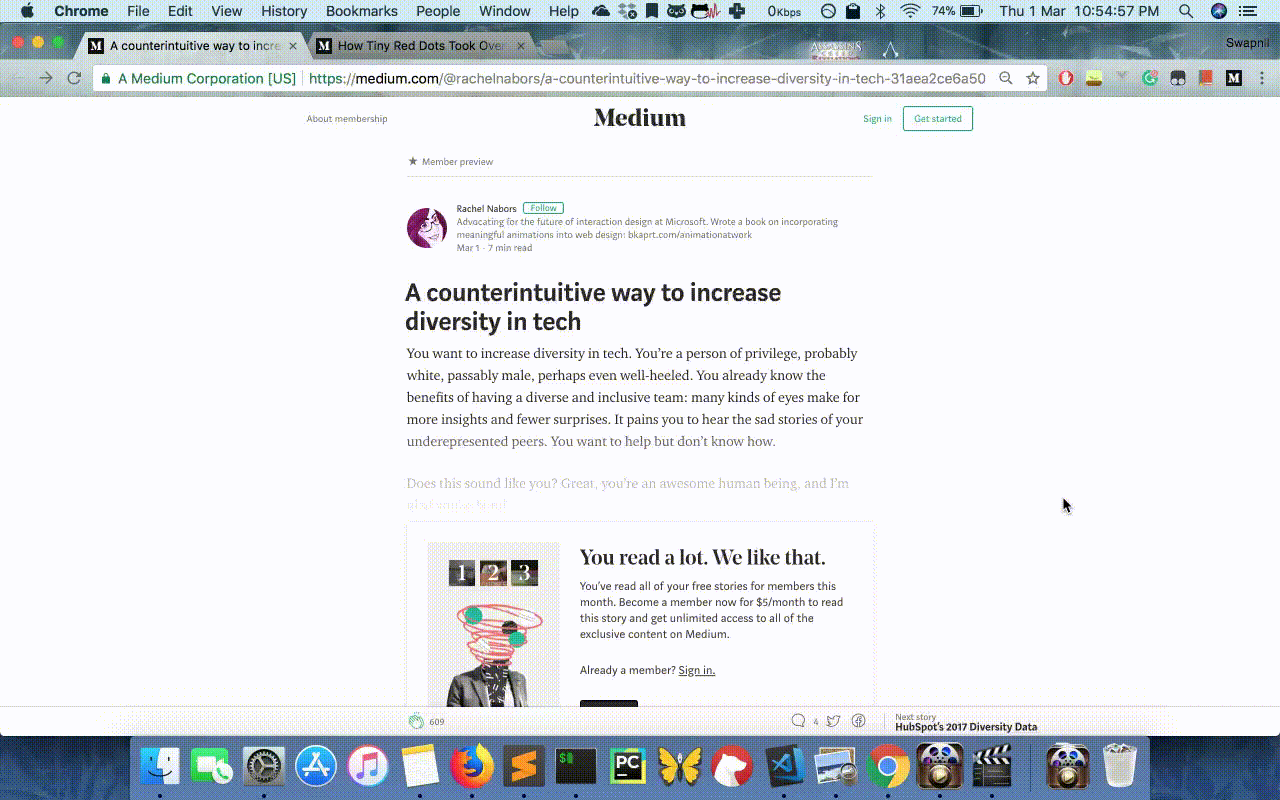 Chrome File Edit View History Bookmarks People Window Help 0Kbps 74% Thu 1 Mar 10:54:57 PM
M A counterintuitive way to incre × M How Tiny Red Dots Took Over × Swapnil
A Medium Corporation [US] https://medium.com/@rachelnabors/a-counterintuitive-way-to-increase-diversity-in-tech-31aea2ce6a50 M
About membership Medium Sign in Get started
★ Member preview
Rachel Nabors Follow
Advocating for the future of interaction design at Microsoft. Wrote a book on incorporating
meaningful animations into web design: bkaprt.com/animationatwork
Mar 1 · 7 min read
A counterintuitive way to increase
diversity in tech
You want to increase diversity in tech. You’re a person of privilege, probably
white, passably male, perhaps even well-heeled. You already know the
benefits of having a diverse and inclusive team: many kinds of eyes make for
more insights and fewer surprises. It pains you to hear the sad stories of your
underepresented peers. You want to help but don’t know how.
Does this sound like you? Great, you’re an awesome human being, and I’m
1 2 3
You read a lot. We like that.
You’ve read all of your free stories for members this
month. Become a member now for $5/month to read
this story and get unlimited access to all of the
exclusive content on Medium.
Already a member? Sign in.
609 4 Next story
HubSpot’s 2017 Diversity Data
$
PC